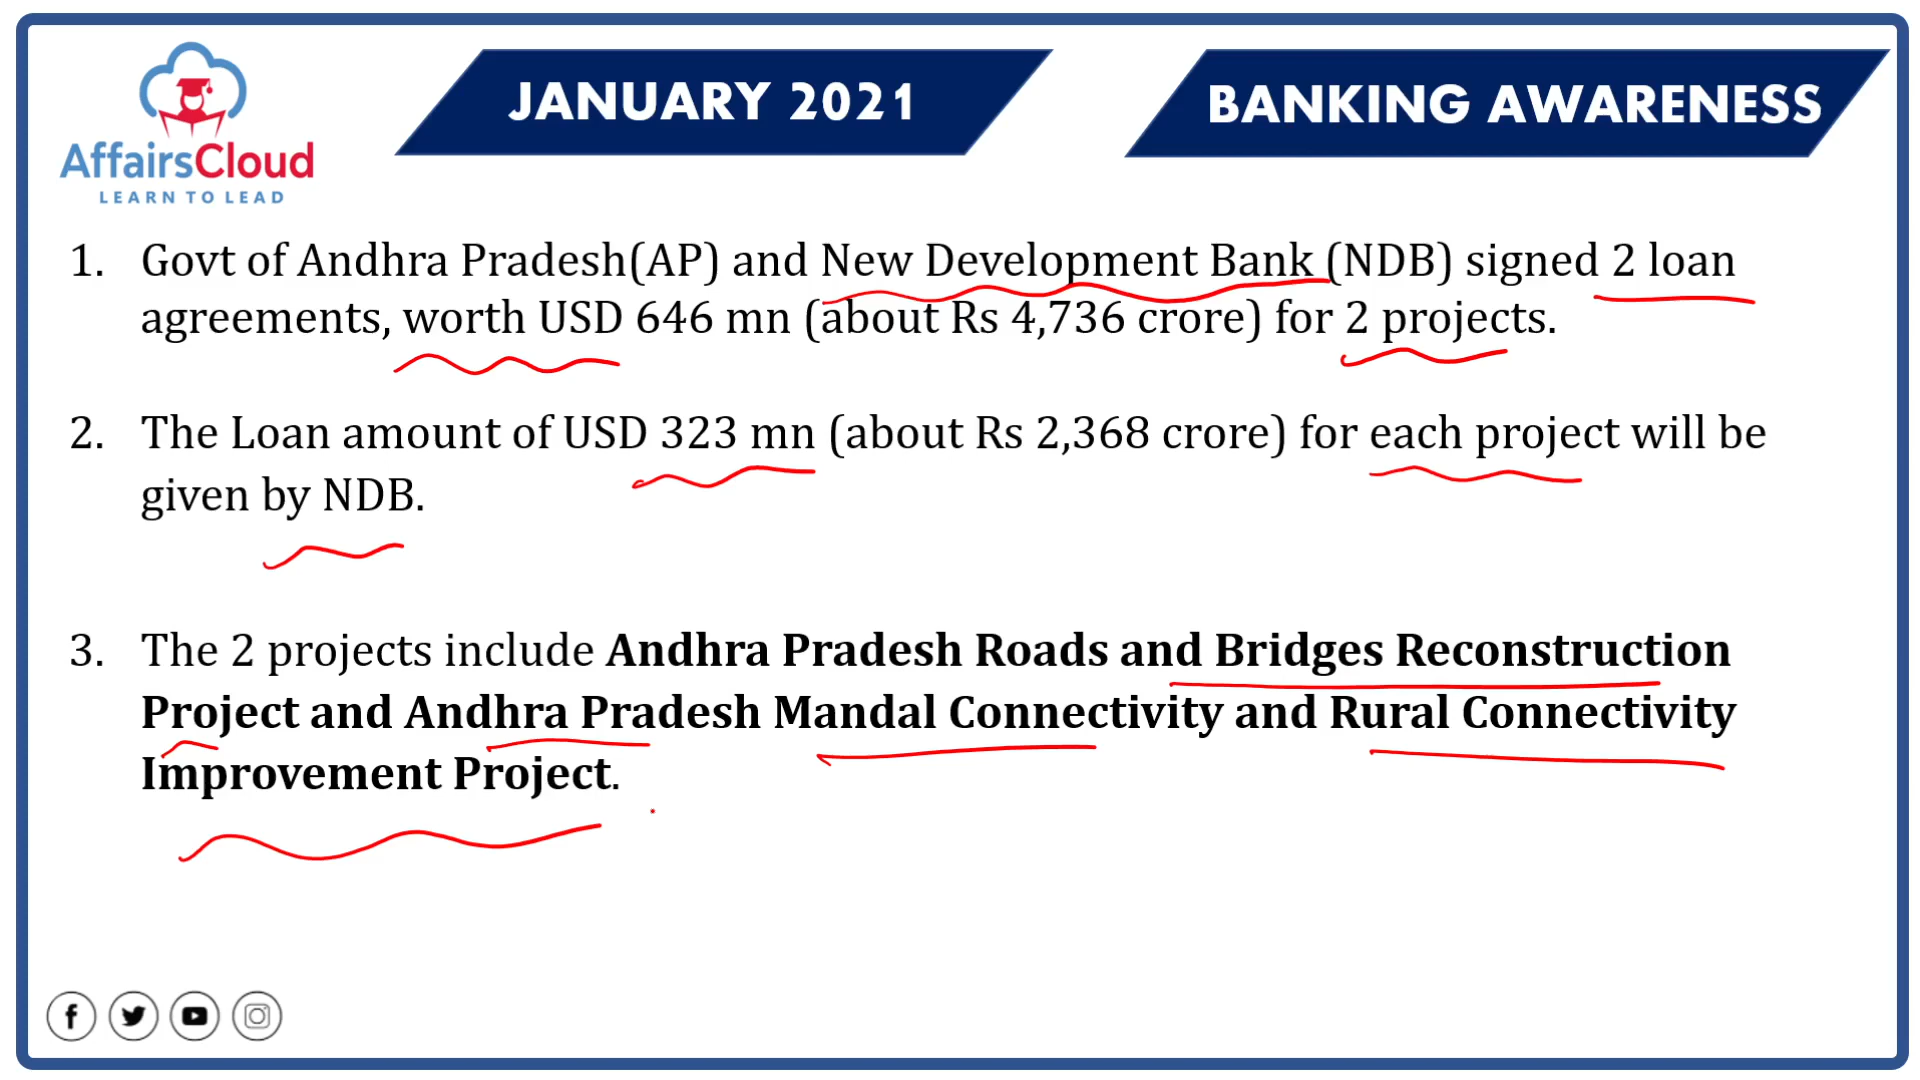 AffairsCloud
LEARN TO LEAD
JANUARY 2021
BANKING AWARENESS
1. Govt of Andhra Pradesh(AP) and New Development Bank (NDB) signed 2 loan
agreements, worth USD 646 mn (about Rs 4,736 crore) for 2 projects.
2. The Loan amount of USD 323 mn (about Rs 2,368 crore) for each project will be
given by NDB.
3. The 2 projects include Andhra Pradesh Roads and Bridges Reconstruction
Project and Andhra Pradesh Mandal Connectivity and Rural Connectivity
Improvement Project.